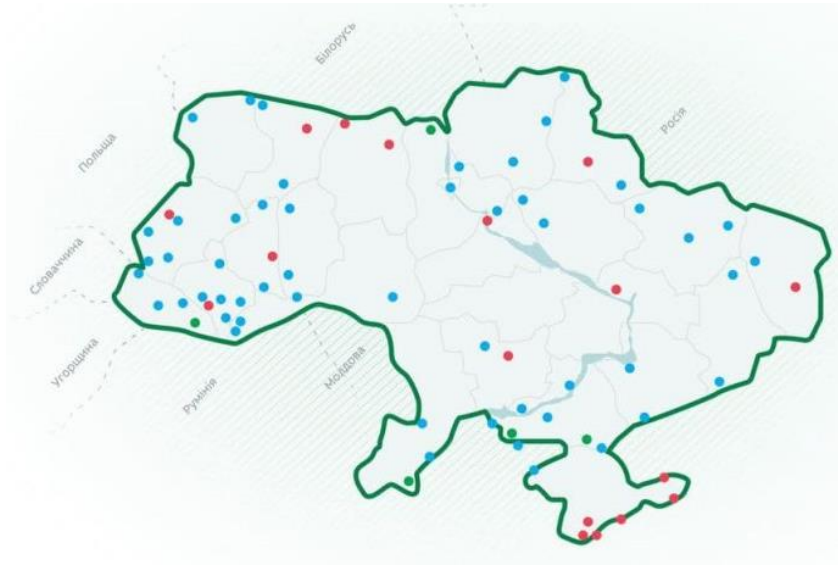 Білорусь
Росія
Польща
Словаччина
Угорщина
Румунія
Молдова